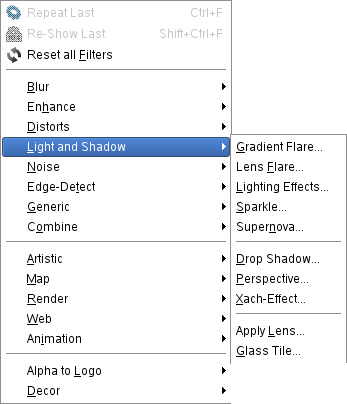 Repeat Last Ctrl+F
Re-Show Last Shift+Ctrl+F
Reset all Filters
Blur
Enhance
Distorts
Light and Shadow
Noise
Edge-Detect
Generic
Combine
Artistic
Map
Render
Web
Animation
Alpha to Logo
Decor
Gradient Flare...
Lens Flare...
Lighting Effects...
Sparkle...
Supernova...
Drop Shadow...
Perspective...
Xach-Effect...
Apply Lens...
Glass Tile...